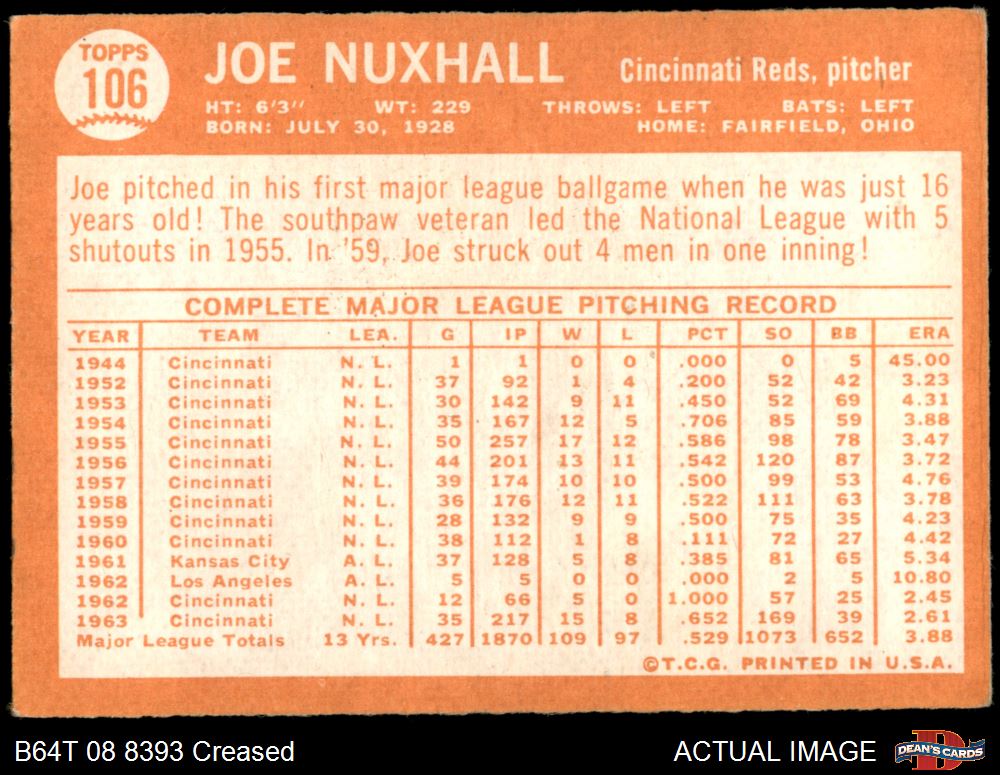 TOPPS
106
JOE NUXHALL
Cincinnati Reds, pitcher
HT: 6'3" WT: 229 THROWS: LEFT BATS: LEFT
BORN: JULY 30, 1928 HOME: FAIRFIELD, OHIO
Joe pitched in his first major league ballgame when he was just 16
years old! The southpaw veteran led the National League with 5
shutouts in 1955. In '59, Joe struck out 4 men in one inning!
COMPLETE MAJOR LEAGUE PITCHING RECORD
YEAR TEAM LEA. G IP W L PCT SO BB ERA
1944 Cincinnati N. L. 1 1 0 0 .000 0 5 45.00
1952 Cincinnati N. L. 37 92 1 4 .200 52 42 3.23
1953 Cincinnati N. L. 30 142 9 11 .450 52 69 4.31
1954 Cincinnati N. L. 35 167 12 5 .706 85 59 3.88
1955 Cincinnati N. L. 50 257 17 12 .586 98 78 3.47
1956 Cincinnati N. L. 44 201 13 11 .542 120 87 3.72
1957 Cincinnati N. L. 39 174 10 10 .500 99 53 4.76
1958 Cincinnati N. L. 36 176 12 11 .522 111 63 3.78
1959 Cincinnati N. L. 28 132 9 9 .500 75 35 4.23
1960 Cincinnati N. L. 38 112 1 8 .111 72 27 4.42
1961 Kansas City A. L. 37 128 5 8 .385 81 65 5.34
1962 Los Angeles A. L. 5 5 0 0 .000 2 5 10.80
1962 Cincinnati N. L. 12 66 5 0 1.000 57 25 2.45
1963 Cincinnati N. L. 35 217 15 8 .652 169 39 2.61
Major League Totals 13 Yrs. 427 1870 109 97 .529 1073 652 3.88
©T.C.G. PRINTED IN U.S.A.
B64T 08 8393 Creased
ACTUAL IMAGE
D
DEAN'S CARDS